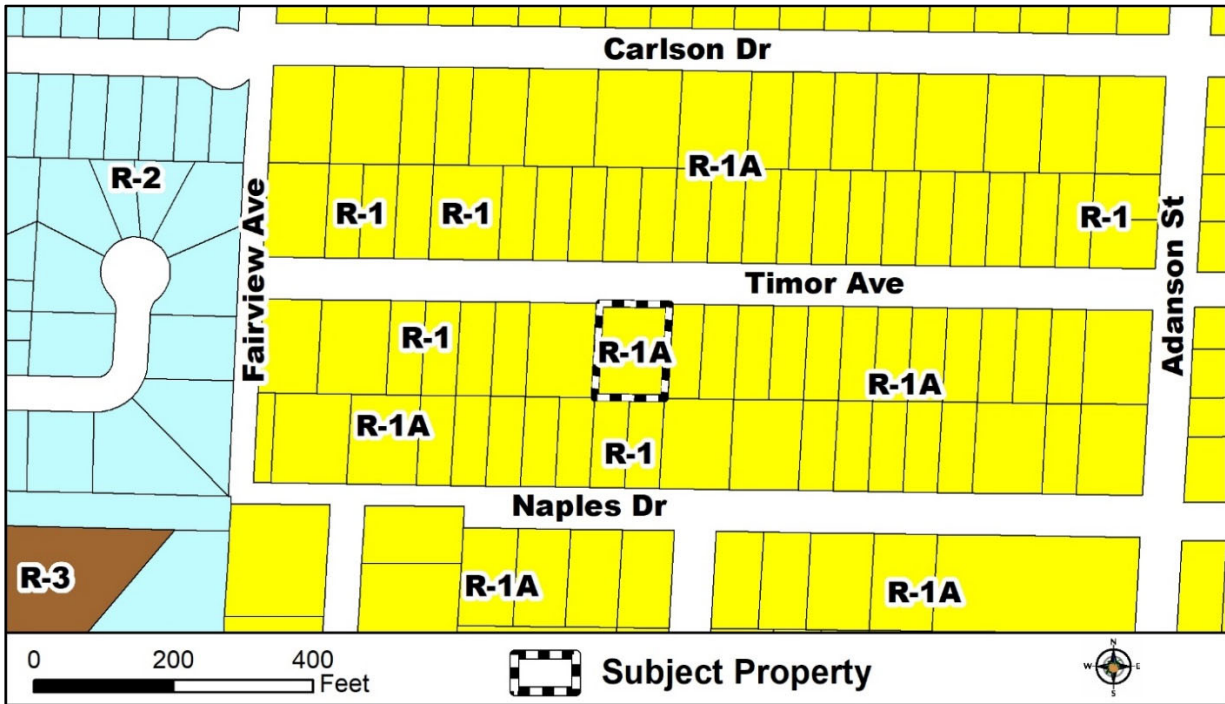 Carlson Dr
R-2
R-1A
Fairview Ave
R-1
R-1
R-1
Adanson St
Timor Ave
R-1
R-1A
R-1A
R-1A
R-1
Naples Dr
R-3
R-1A
R-1A
0 200 400
Feet
Subject Property
N
W E
S